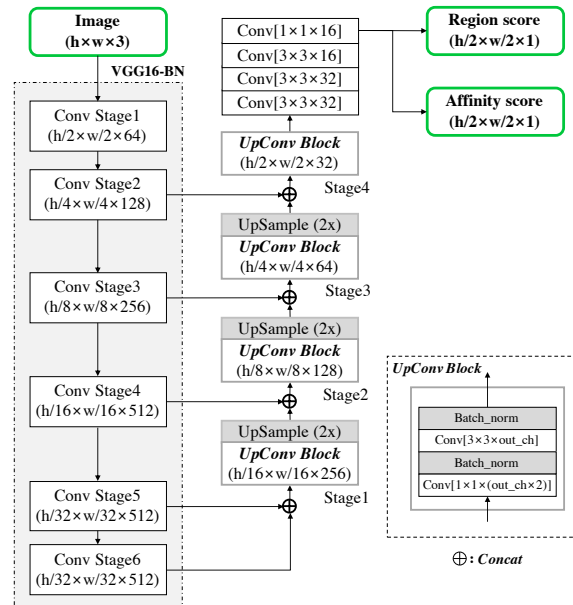 Image
(h×w×3)
VGG16-BN
Conv Stage1
(h/2×w/2×64)
Conv Stage2
(h/4×w/4×128)
Conv Stage3
(h/8×w/8×256)
Conv Stage4
(h/16×w/16×512)
Conv Stage5
(h/32×w/32×512)
Conv Stage6
(h/32×w/32×512)
Conv[1×1×16]
Conv[3×3×16]
Conv[3×3×32]
Conv[3×3×32]
UpConv Block
(h/2×w/2×32)
Stage4
UpSample (2x)
UpConv Block
(h/4×w/4×64)
Stage3
UpSample (2x)
UpConv Block
(h/8×w/8×128)
Stage2
UpSample (2x)
UpConv Block
(h/16×w/16×256)
Stage1
Region score
(h/2×w/2×1)
Affinity score
(h/2×w/2×1)
UpConv Block
Batch_norm
Conv[3×3×out_ch]
Batch_norm
Conv[1×1×(out_ch×2)]
⊕: Concat